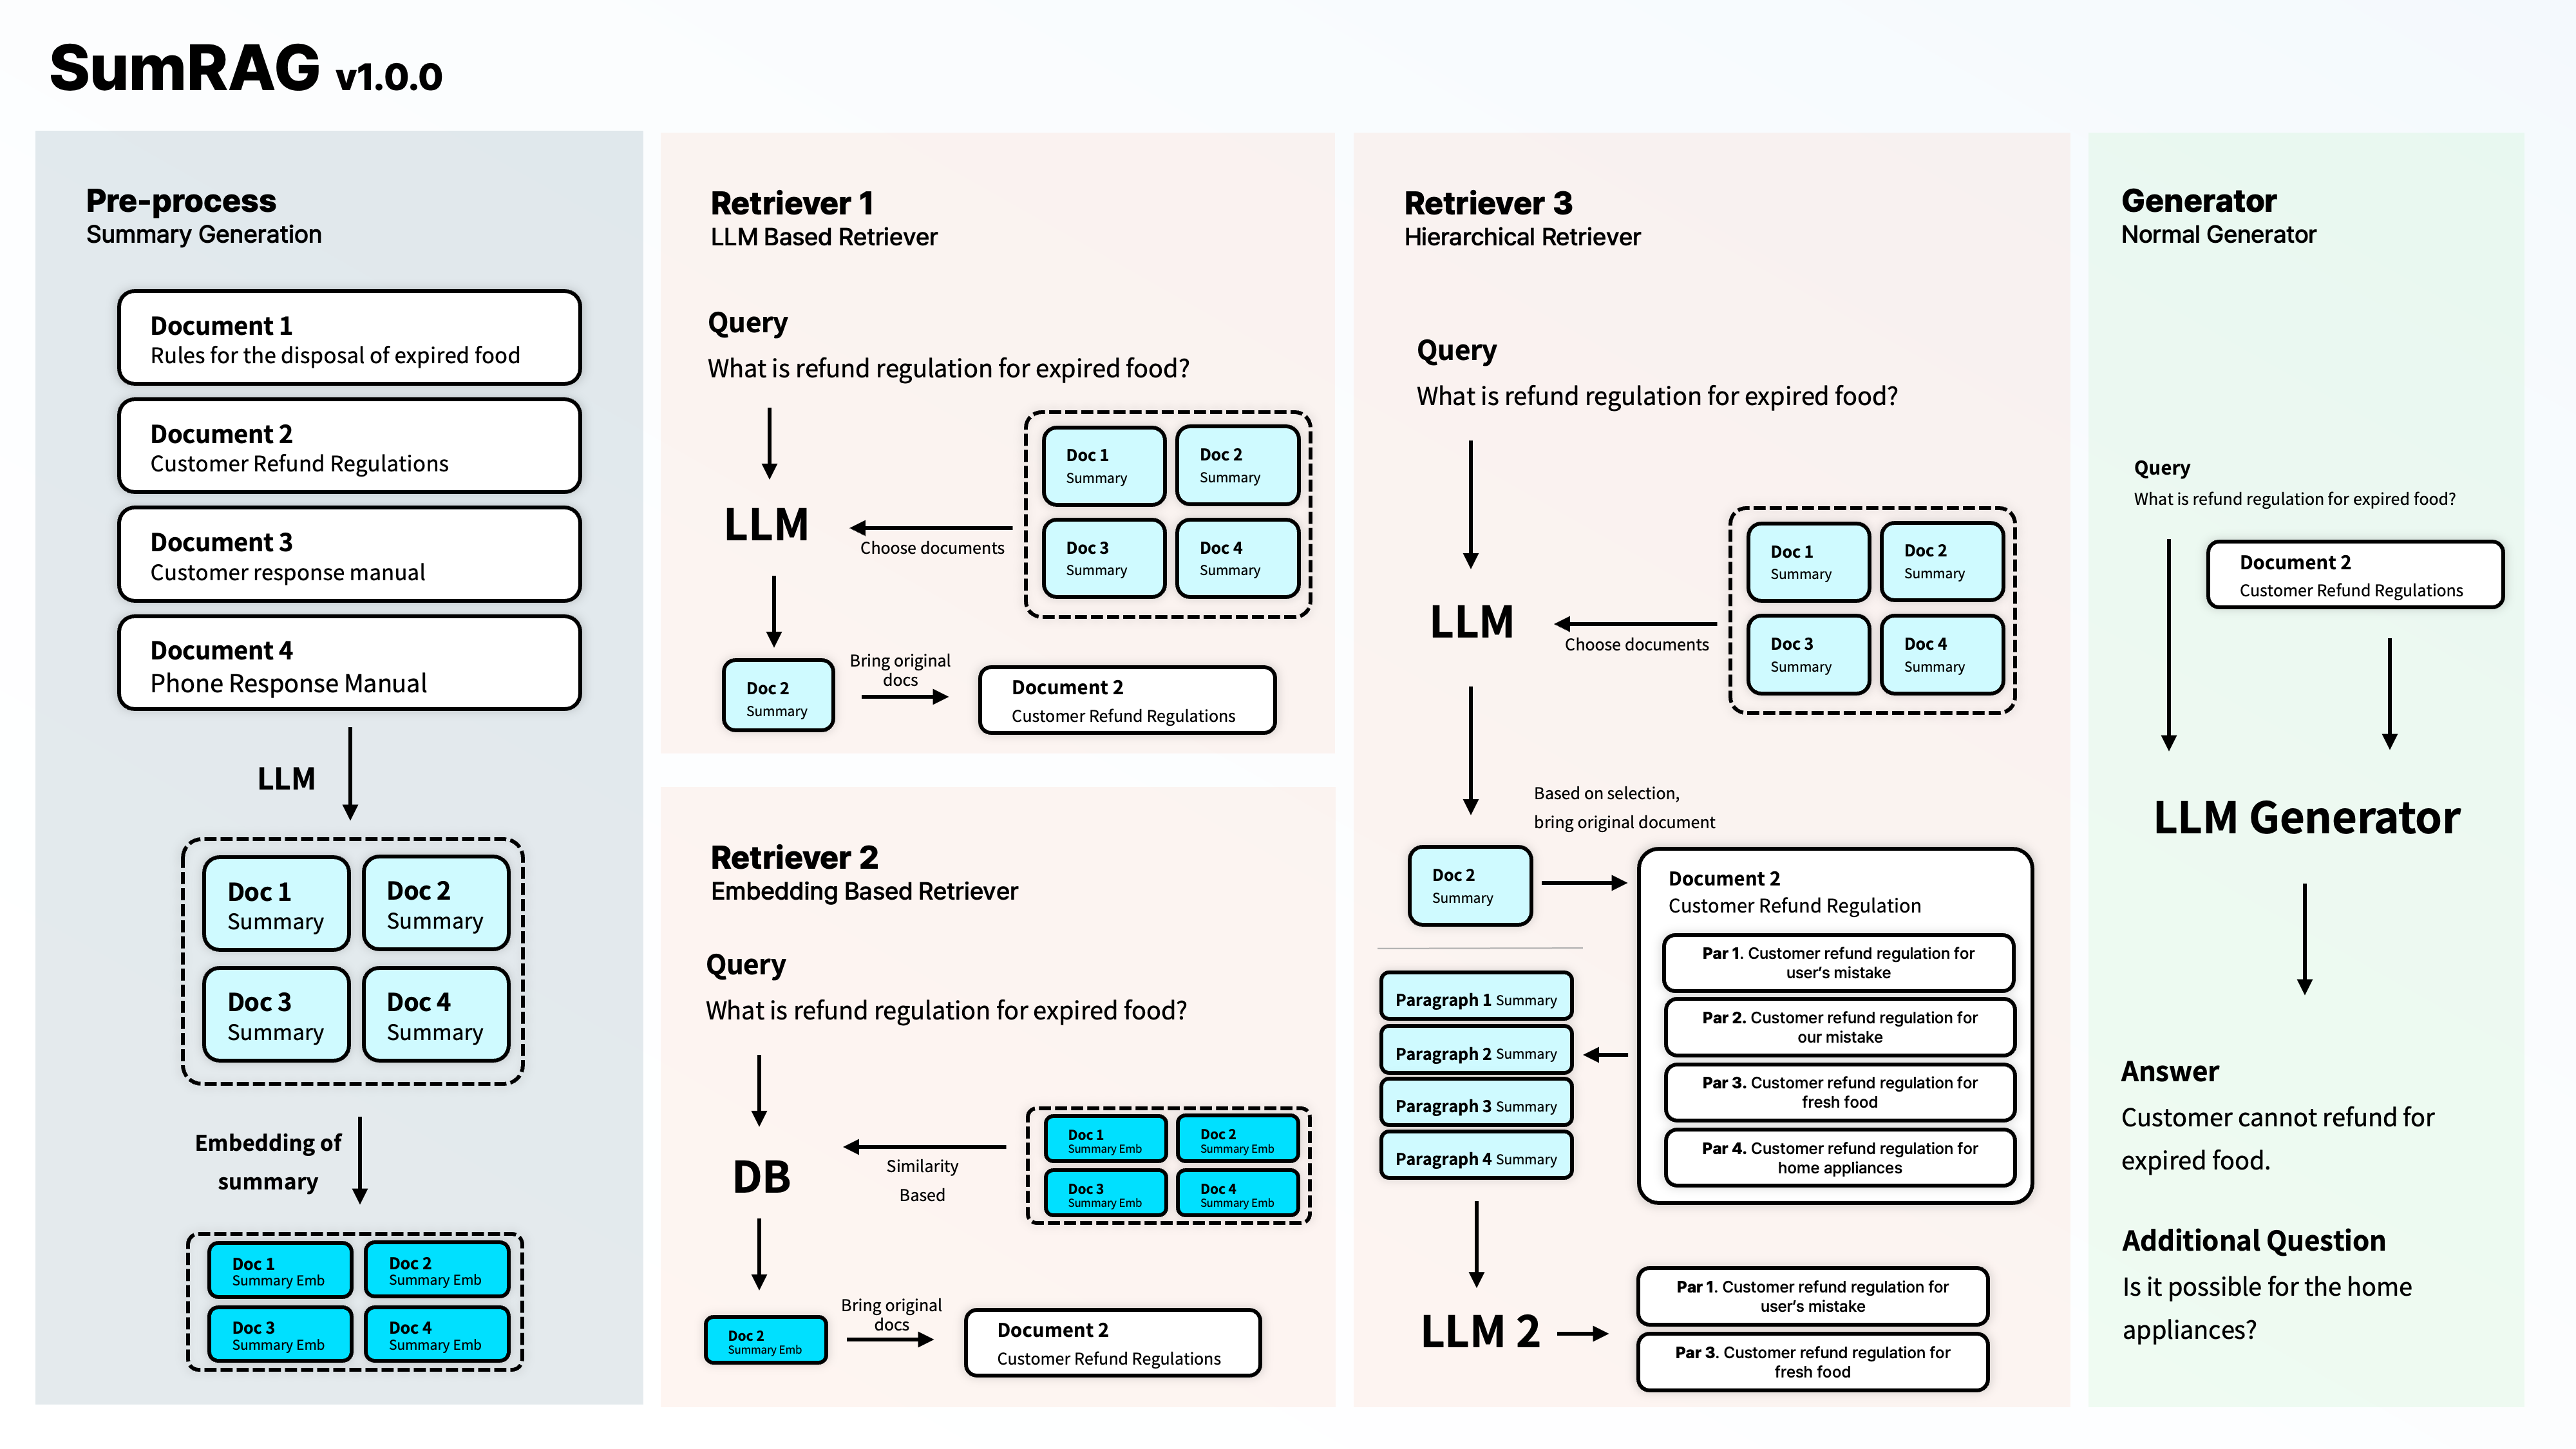 SumRAG v1.0.0
Pre-process
Summary Generation
Document 1
Rules for the disposal of expired food
Document 2
Customer Refund Regulations
Document 3
Customer response manual
Document 4
Phone Response Manual
LLM
Doc 1
Summary
Doc 2
Summary
Doc 3
Summary
Doc 4
Summary
Embedding of
summary
Doc 1
Summary Emb
Doc 2
Summary Emb
Doc 3
Summary Emb
Doc 4
Summary Emb
Retriever 1
LLM Based Retriever
Query
What is refund regulation for expired food?
Doc 1
Summary
Doc 2
Summary
Doc 3
Summary
Doc 4
Summary
LLM
Choose documents
Doc 2
Summary
Bring original
docs
Document 2
Customer Refund Regulations
Retriever 2
Embedding Based Retriever
Query
What is refund regulation for expired food?
Doc 1
Summary Emb
Doc 2
Summary Emb
Doc 3
Summary Emb
Doc 4
Summary Emb
DB
Similarity
Based
Doc 2
Summary Emb
Bring original
docs
Document 2
Customer Refund Regulations
Retriever 3
Hierarchical Retriever
Query
What is refund regulation for expired food?
Doc 1
Summary
Doc 2
Summary
Doc 3
Summary
Doc 4
Summary
LLM
Choose documents
Based on selection,
bring original document
Doc 2
Summary
Document 2
Customer Refund Regulation
Par 1. Customer refund regulation for
user's mistake
Par 2. Customer refund regulation for
our mistake
Par 3. Customer refund regulation for
fresh food
Par 4. Customer refund regulation for
home appliances
Paragraph 1 Summary
Paragraph 2 Summary
Paragraph 3 Summary
Paragraph 4 Summary
LLM 2
Par 1. Customer refund regulation for
user's mistake
Par 3. Customer refund regulation for
fresh food
Generator
Normal Generator
Query
What is refund regulation for expired food?
Document 2
Customer Refund Regulations
LLM Generator
Answer
Customer cannot refund for
expired food.
Additional Question
Is it possible for the home
appliances?